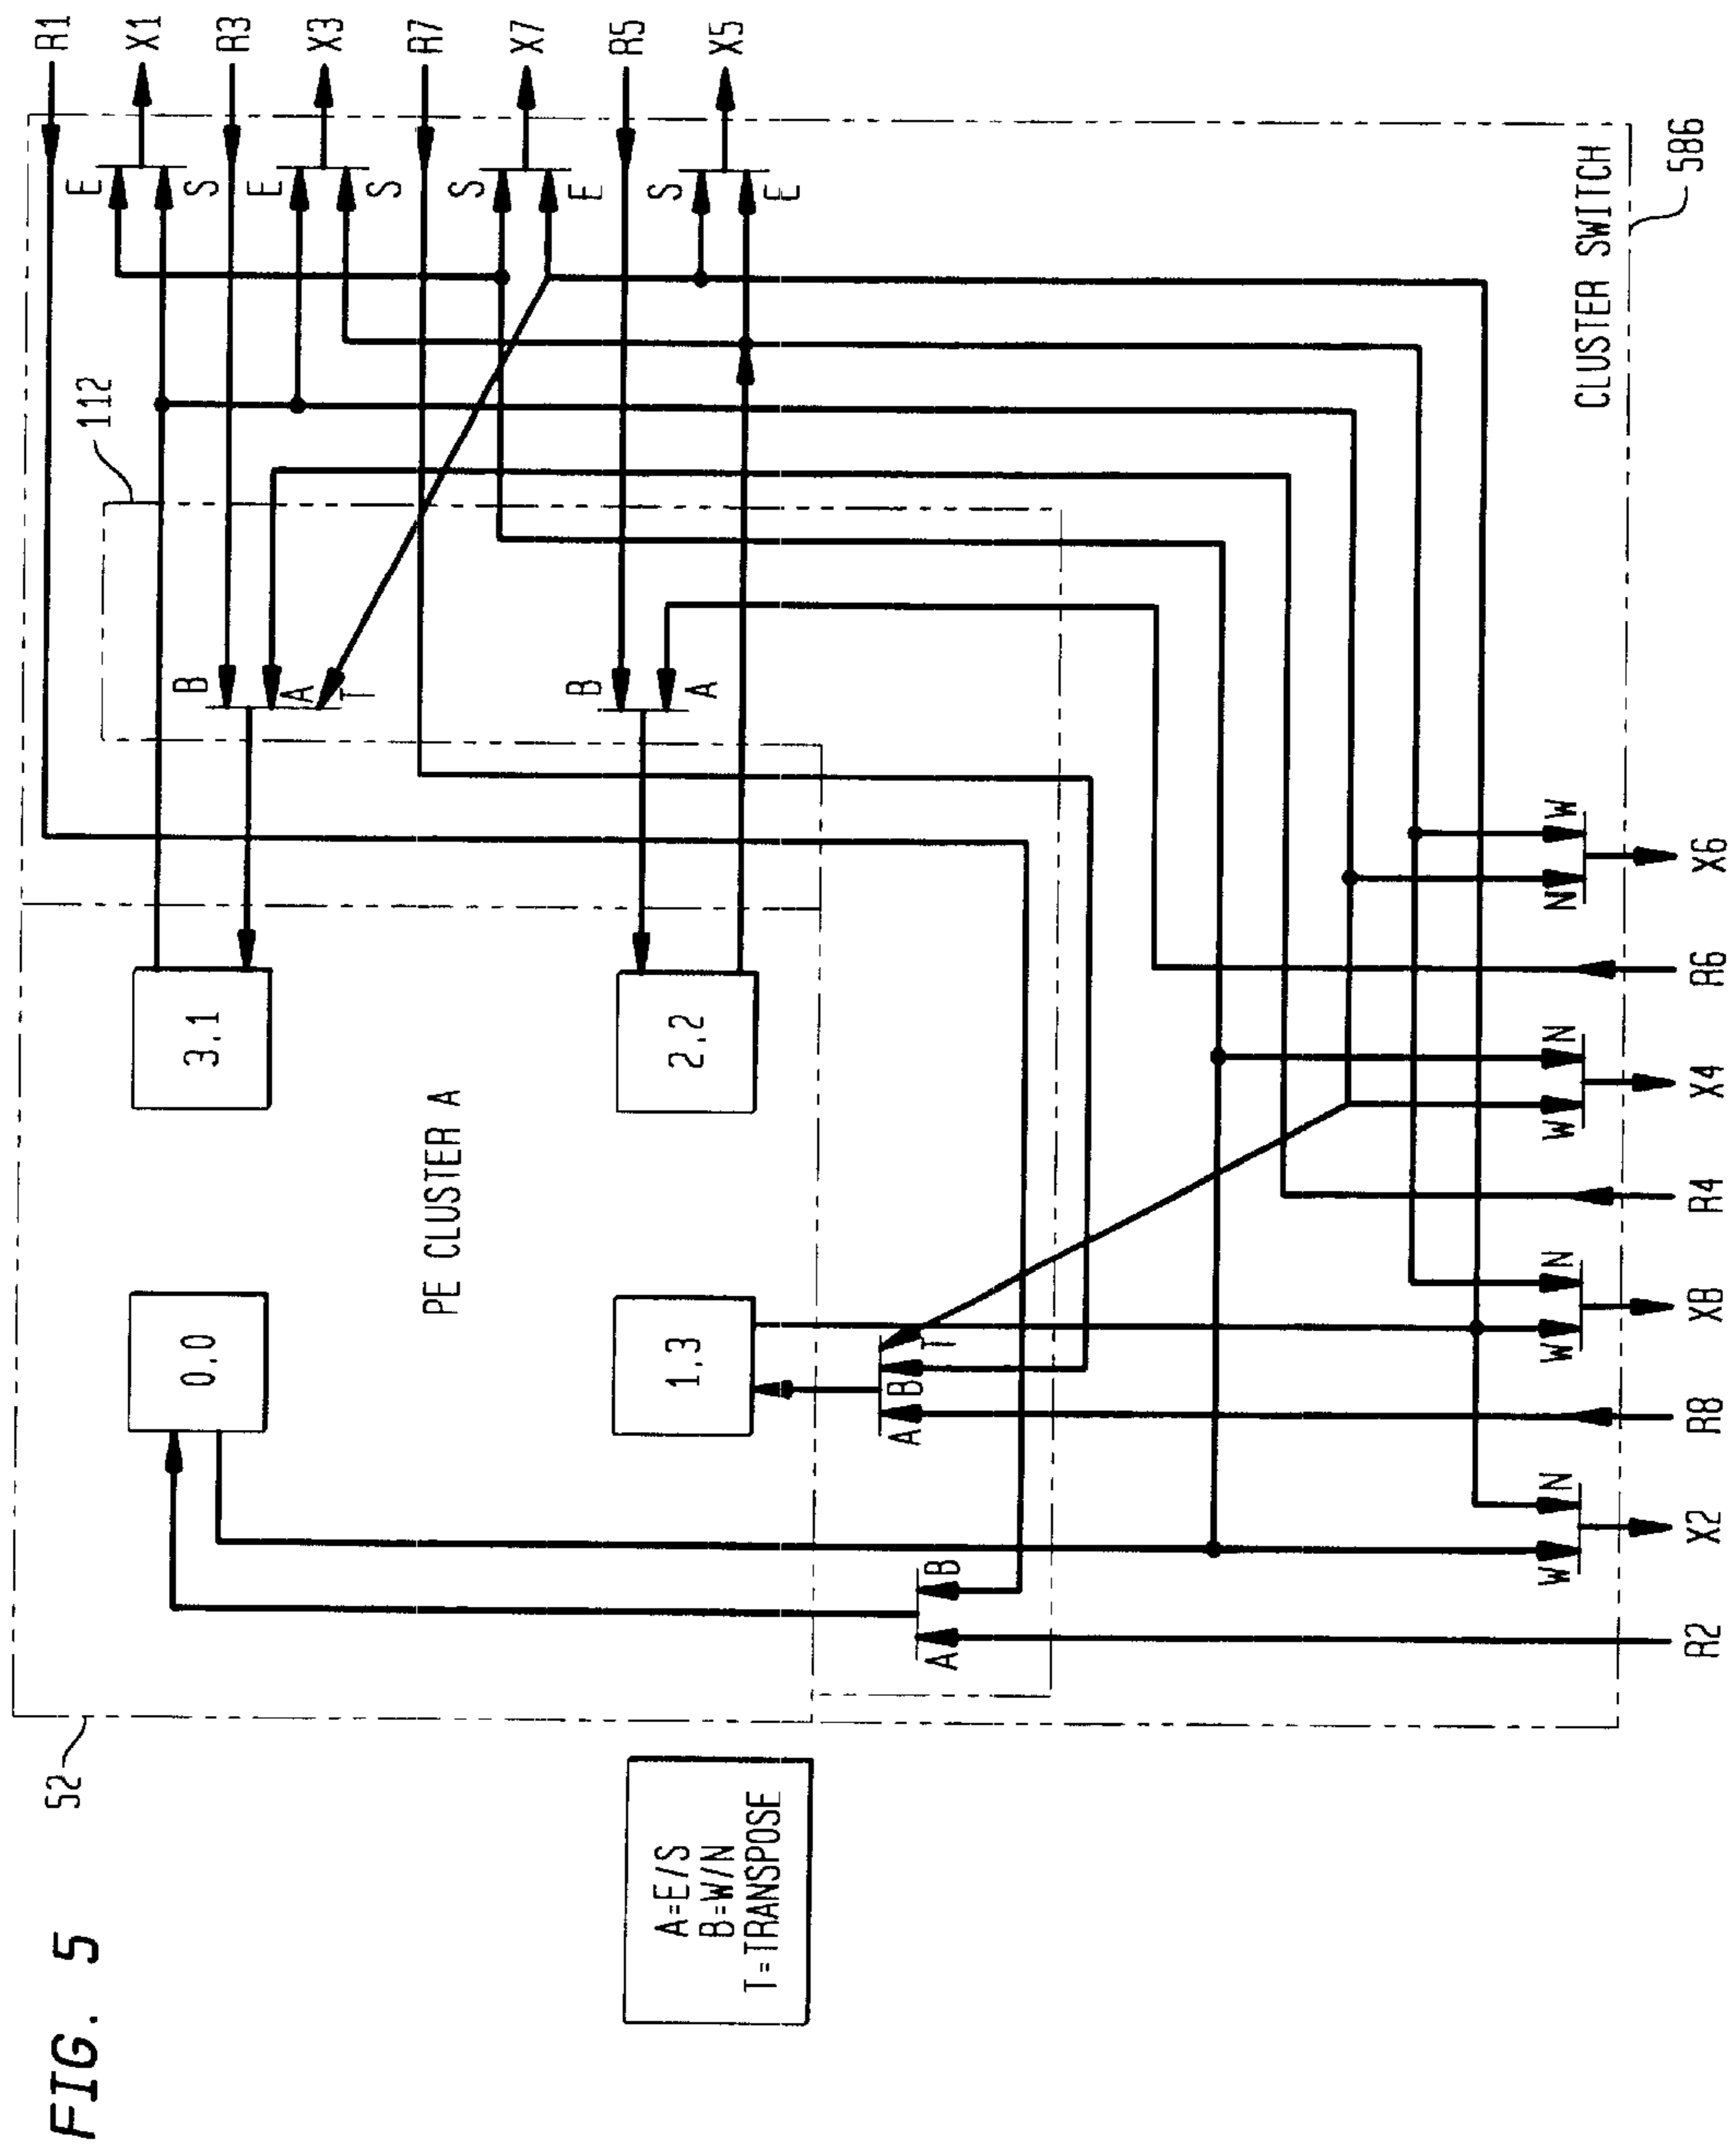 FIG. 5
A=E/S
B=W/N
T=TRANSPOSE
52
PE CLUSTER A
0,0
3,1
1,3
2,2
112
R1
X1
R3
X3
R7
X7
R5
X5
E
S
E
S
S
E
S
E
B
A
T
B
A
A
B
T
A
B
W
N
W
N
W
N
N
W
R2
X2
R8
X8
R4
X4
R6
X6
CLUSTER SWITCH
586